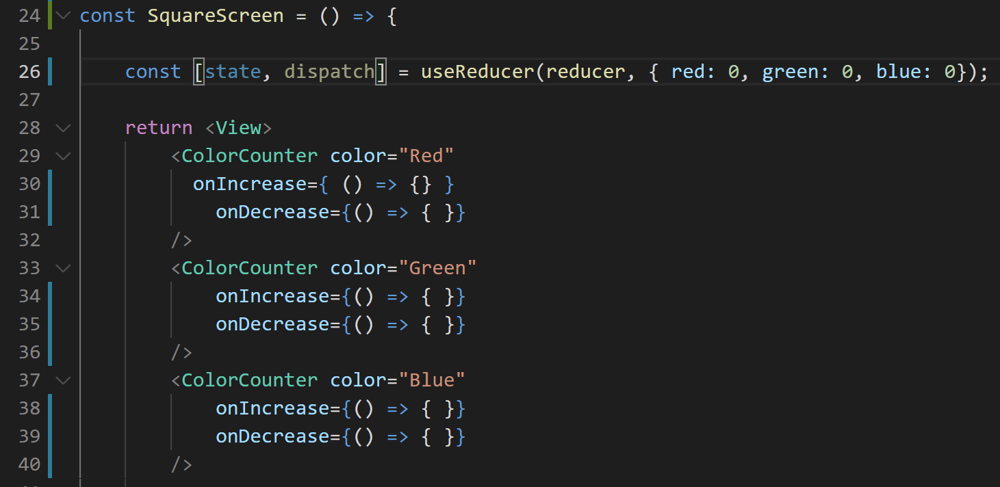 24 const SquareScreen = () => {
25
26 const [state, dispatch] = useReducer(reducer, { red: 0, green: 0, blue: 0});
27
28 return <View>
29 <ColorCounter color="Red"
30 onIncrease={ () => {} }
31 onDecrease={() => { }}
32 />
33 <ColorCounter color="Green"
34 onIncrease={() => { }}
35 onDecrease={() => { }}
36 />
37 <ColorCounter color="Blue"
38 onIncrease={() => { }}
39 onDecrease={() => { }}
40 />